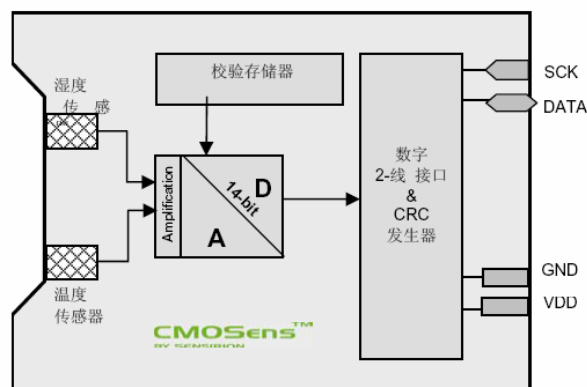 湿度
传 感
校验存储器
SCK
DATA
数字
2-线 接口
&
CRC
发生器
Amplification
14-bit
D
A
GND
VDD
温度
传感器
CMOSens™
BY SENSIRION